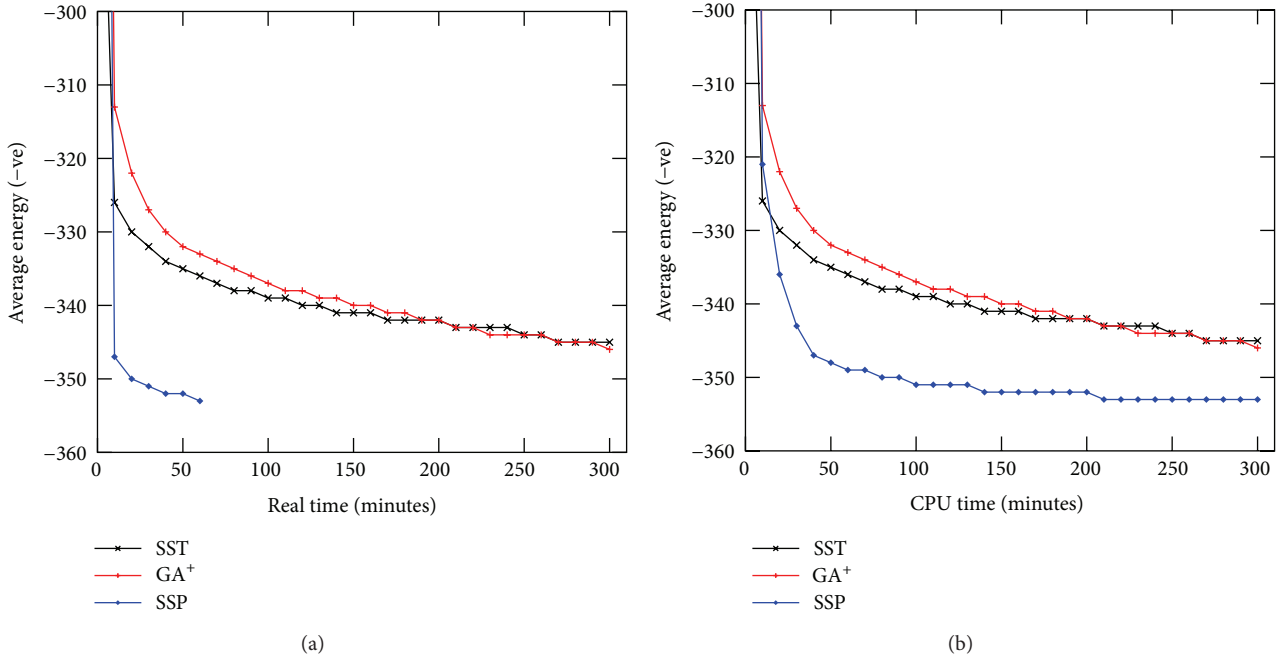 −300
−310
−320
−330
−340
−350
−360
Average energy (−ve)
0
50
100
150
200
250
300
Real time (minutes)
SST
GA+
SSP
(a)
−300
−310
−320
−330
−340
−350
−360
Average energy (−ve)
0
50
100
150
200
250
300
CPU time (minutes)
SST
GA+
SSP
(b)